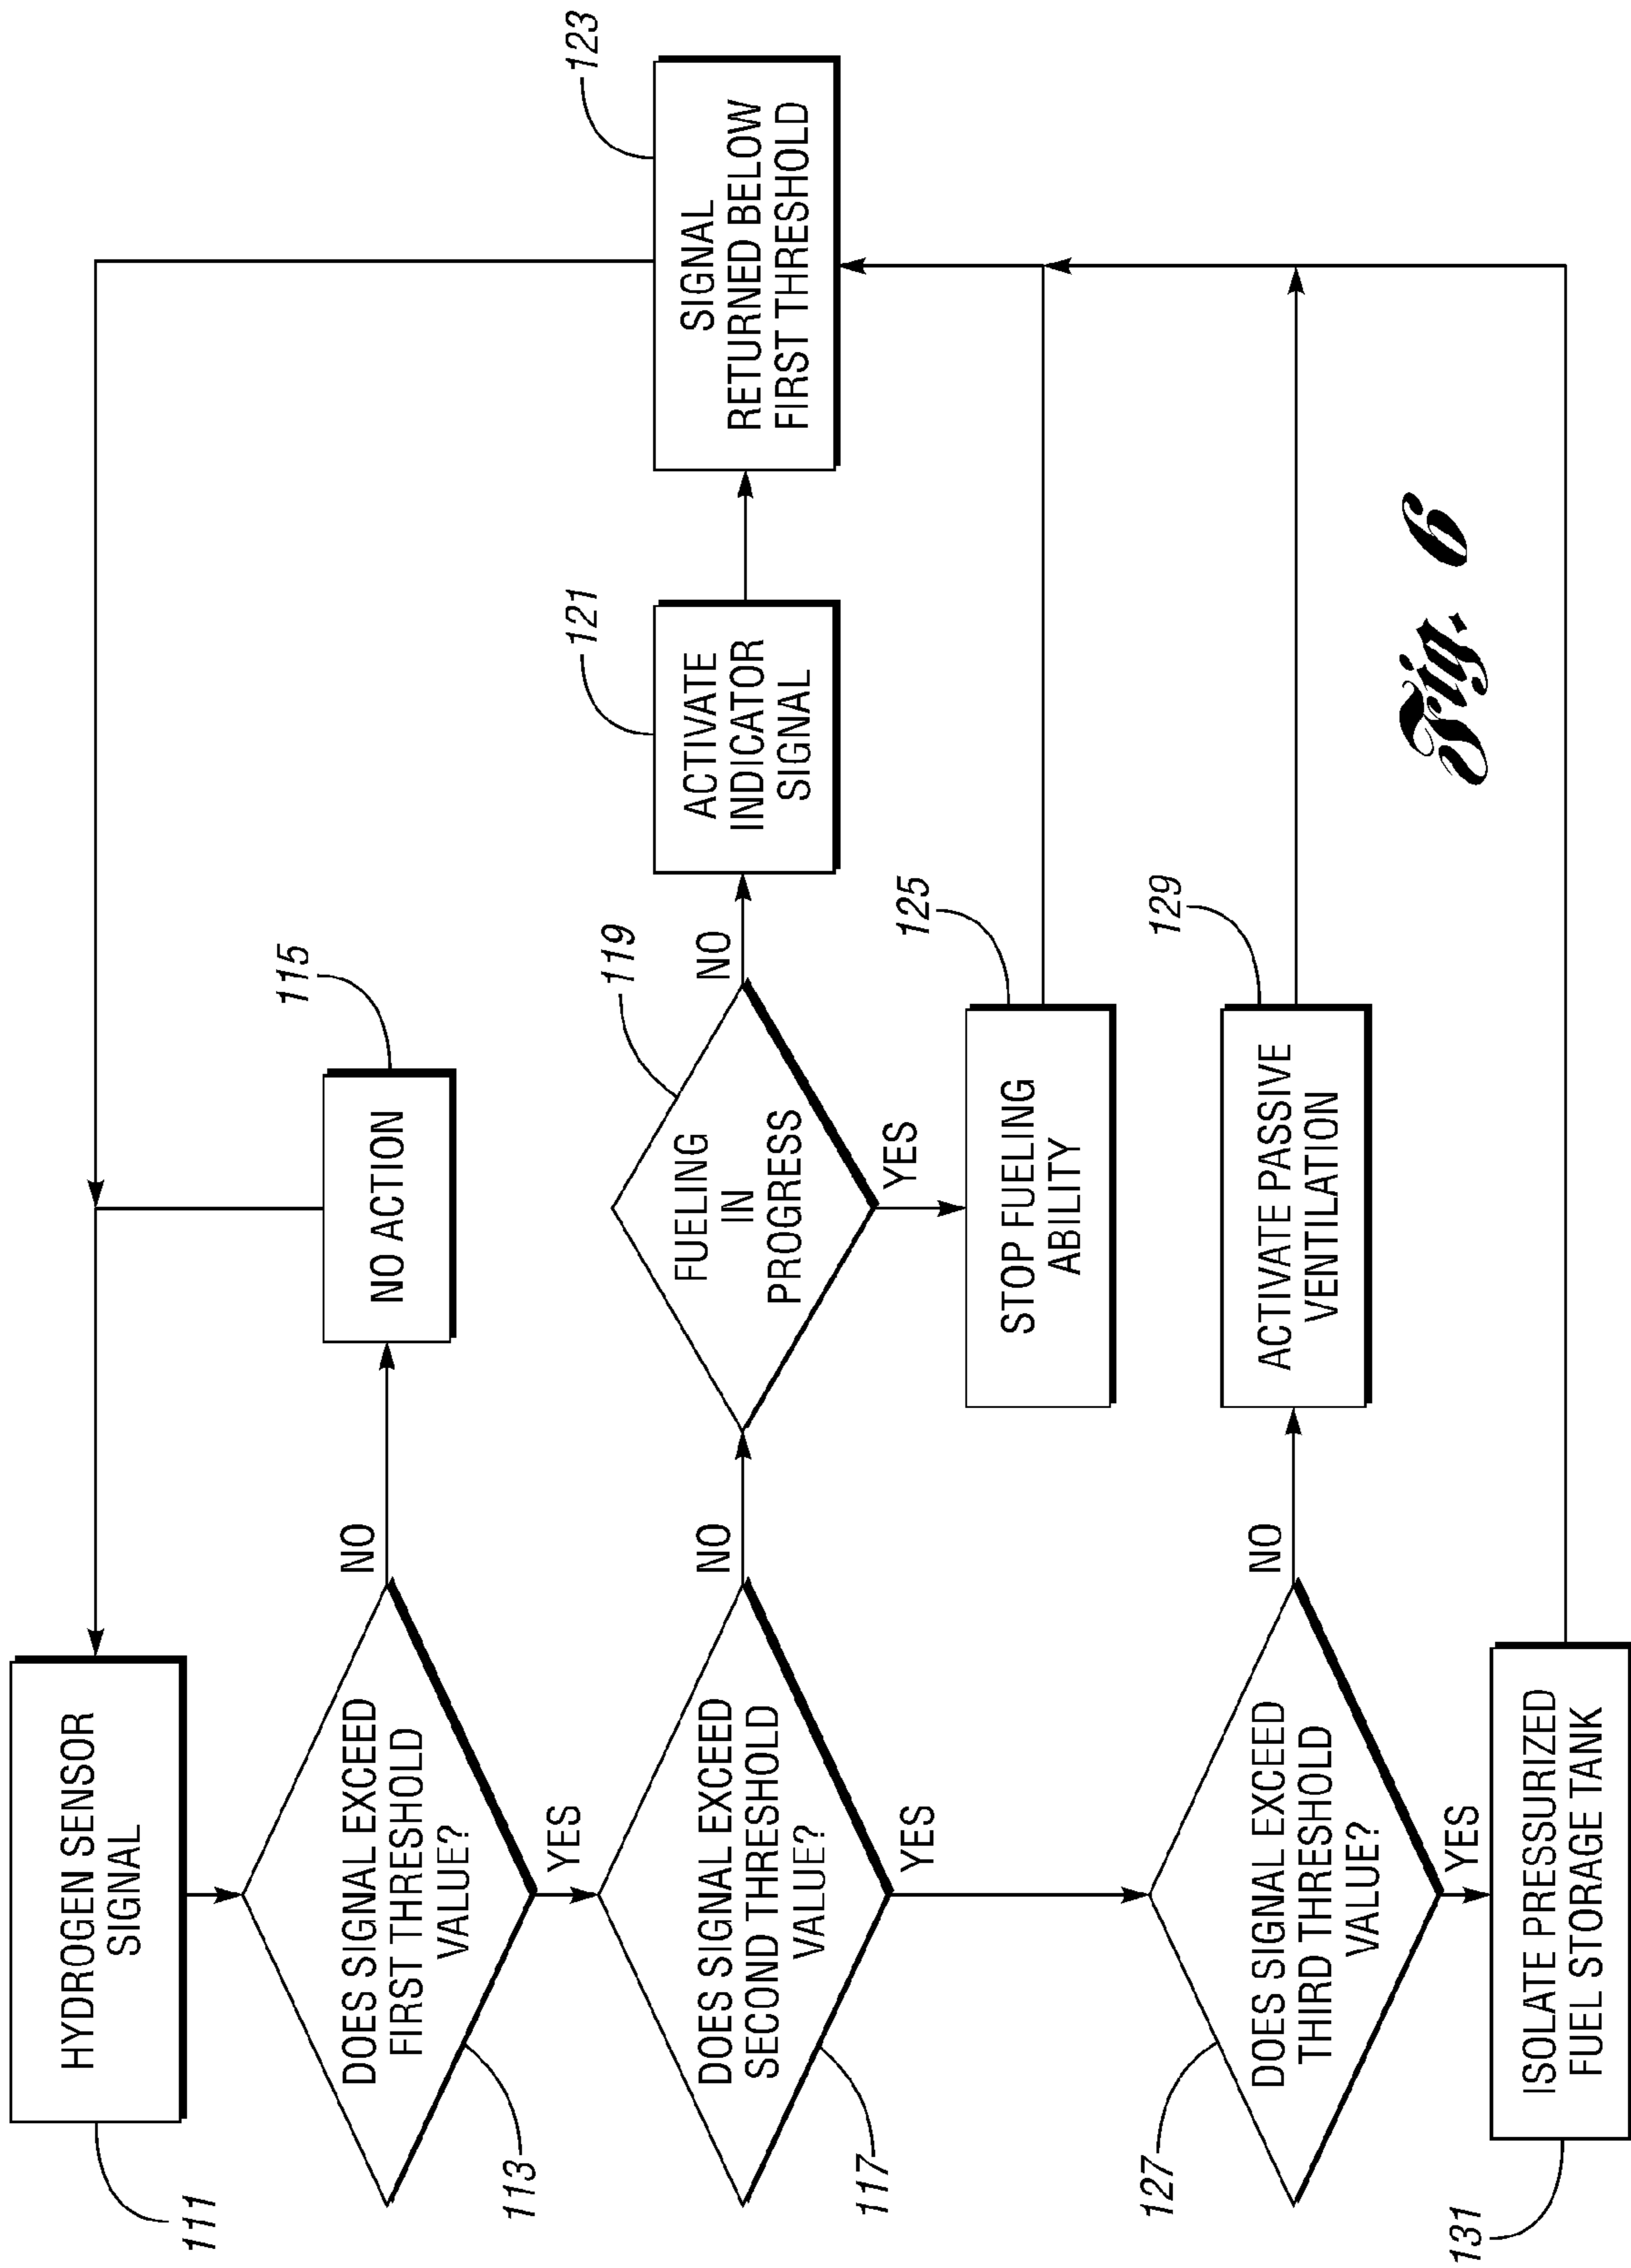 HYDROGEN SENSOR
SIGNAL
111
DOES SIGNAL EXCEED
FIRST THRESHOLD
VALUE?
113
NO
YES
NO ACTION
115
DOES SIGNAL EXCEED
SECOND THRESHOLD
VALUE?
117
NO
YES
FUELING
IN
PROGRESS
119
NO
YES
ACTIVATE
INDICATOR
SIGNAL
121
SIGNAL
RETURNED BELOW
FIRST THRESHOLD
123
STOP FUELING
ABILITY
125
DOES SIGNAL EXCEED
THIRD THRESHOLD
VALUE?
127
NO
YES
ACTIVATE PASSIVE
VENTILATION
129
ISOLATE PRESSURIZED
FUEL STORAGE TANK
131
Fig. 6